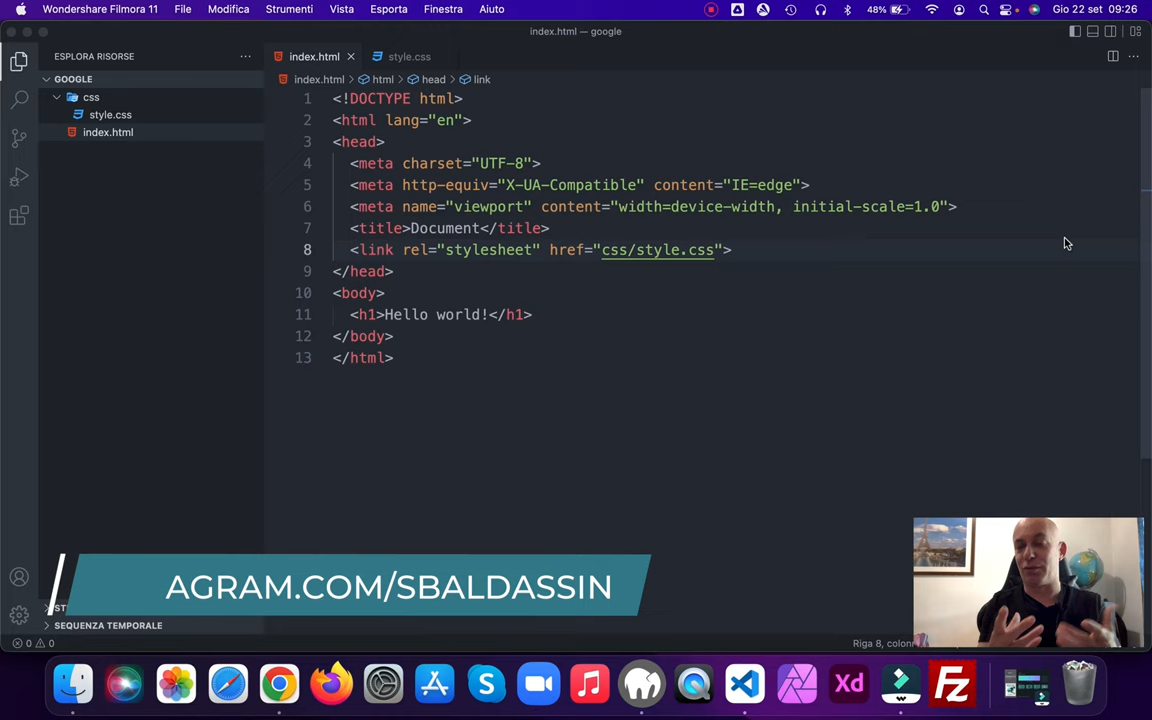 Wondershare Filmora 11 File Modifica Strumenti Vista Esporta Finestra Aiuto 48% Gio 22 set 09:26
index.html — google
ESPLORA RISORSE
index.html
style.css
GOOGLE
index.html > html > head > link
css
style.css
index.html
1 <!DOCTYPE html>
2 <html lang="en">
3 <head>
4 <meta charset="UTF-8">
5 <meta http-equiv="X-UA-Compatible" content="IE=edge">
6 <meta name="viewport" content="width=device-width, initial-scale=1.0">
7 <title>Document</title>
8 <link rel="stylesheet" href="css/style.css">
9 </head>
10 <body>
11 <h1>Hello world!</h1>
12 </body>
13 </html>
AGRAM.COM/SBALDASSIN
SEQUENZA TEMPORALE
0 0
Riga 8,
Xd
Fz